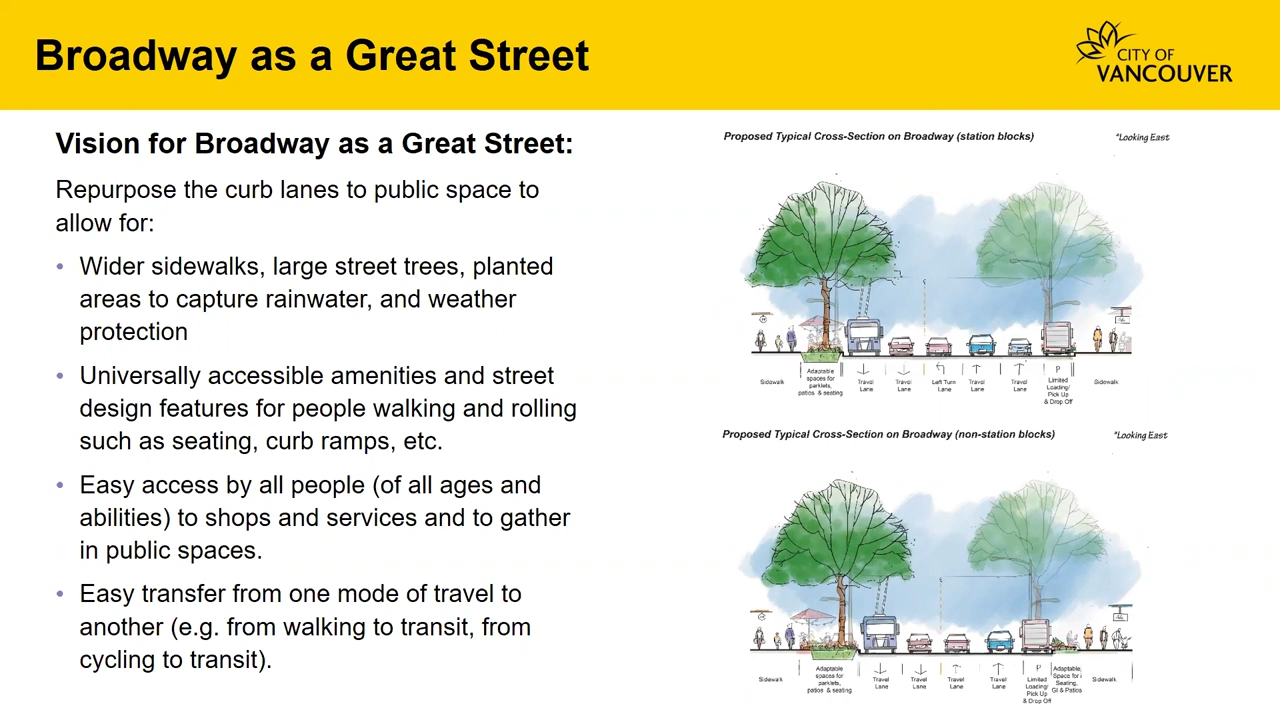 Broadway as a Great Street
CITY OF
VANCOUVER
Vision for Broadway as a Great Street:
Repurpose the curb lanes to public space to
allow for:
• Wider sidewalks, large street trees, planted
areas to capture rainwater, and weather
protection
• Universally accessible amenities and street
design features for people walking and rolling
such as seating, curb ramps, etc.
• Easy access by all people (of all ages and
abilities) to shops and services and to gather
in public spaces.
• Easy transfer from one mode of travel to
another (e.g. from walking to transit, from
cycling to transit).
Proposed Typical Cross-Section on Broadway (station blocks)
*Looking East
Sidewalk
Adaptable
spaces for
parklets,
patios & seating
Travel
Lane
Travel
Lane
Left Turn
Lane
Travel
Lane
Travel
Lane
P
Limited
Loading/
Pick Up
& Drop Off
Sidewalk
Proposed Typical Cross-Section on Broadway (non-station blocks)
*Looking East
Sidewalk
Adaptable
spaces for
parklets,
patios & seating
Travel
Lane
Travel
Lane
Travel
Lane
Travel
Lane
P
Limited
Loading/
Pick Up
& Drop Off
Adaptable
Space for
Seating,
GI & Patios
Sidewalk